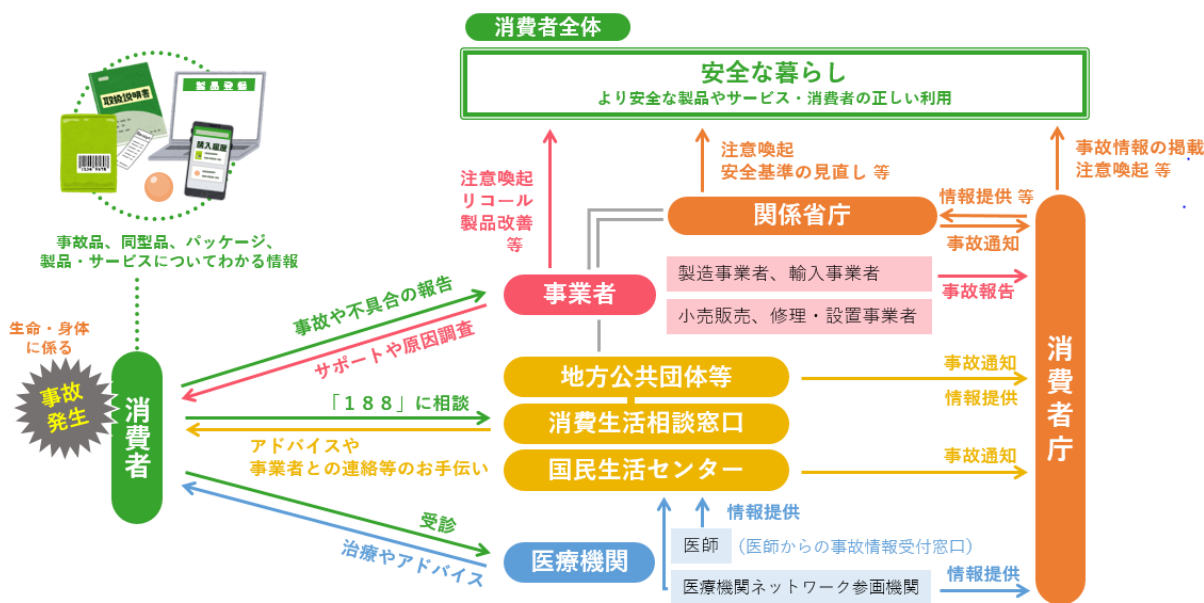 消費者全体
安全な暮らし
より安全な製品やサービス・消費者の正しい利用
製品登録
取扱説明書
購入履歴
事故品、同型品、パッケージ、
製品・サービスについてわかる情報
注意喚起
リコール
製品改善
等
注意喚起
安全基準の見直し 等
事故情報の掲載
注意喚起 等
関係省庁
情報提供 等
事故通知
事業者
製造事業者、輸入事業者
小売販売、修理・設置事業者
事故報告
生命・身体
に係る
事故
発生
消費者
事故や不具合の報告
サポートや原因調査
「188」に相談
アドバイスや
事業者との連絡等のお手伝い
受診
治療やアドバイス
地方公共団体等
消費生活相談窓口
国民生活センター
事故通知
情報提供
事故通知
消費者庁
医療機関
情報提供
医師
(医師からの事故情報受付窓口)
医療機関ネットワーク参画機関
情報提供